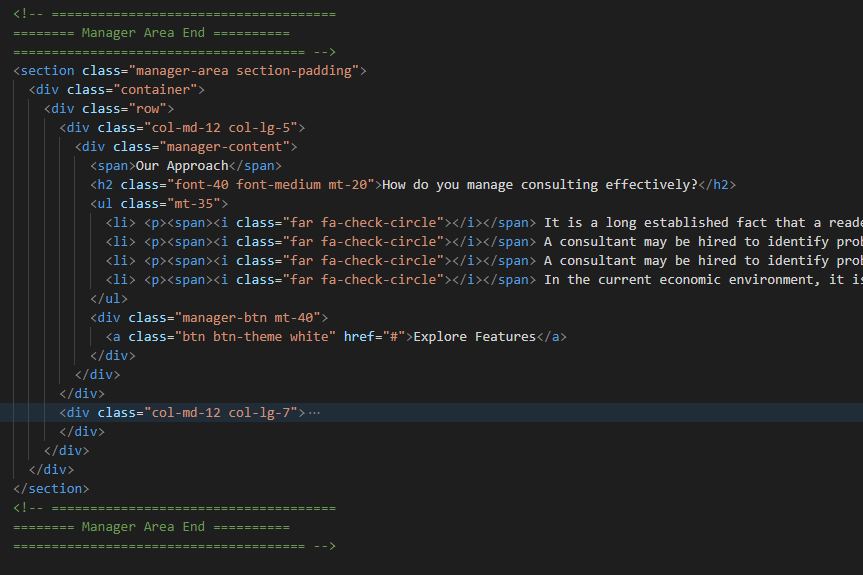 <!-- =====================================
======== Manager Area End ==========
====================================== -->
<section class="manager-area section-padding">
<div class="container">
<div class="row">
<div class="col-md-12 col-lg-5">
<div class="manager-content">
<span>Our Approach</span>
<h2 class="font-40 font-medium mt-20">How do you manage consulting effectively?</h2>
<ul class="mt-35">
<li> <p><span><i class="far fa-check-circle"></i></span> It is a long established fact that a reade
<li> <p><span><i class="far fa-check-circle"></i></span> A consultant may be hired to identify prob
<li> <p><span><i class="far fa-check-circle"></i></span> A consultant may be hired to identify prob
<li> <p><span><i class="far fa-check-circle"></i></span> In the current economic environment, it is
</ul>
<div class="manager-btn mt-40">
<a class="btn btn-theme white" href="#">Explore Features</a>
</div>
</div>
</div>
<div class="col-md-12 col-lg-7">···
</div>
</div>
</div>
</section>
<!-- =====================================
======== Manager Area End ==========
====================================== -->